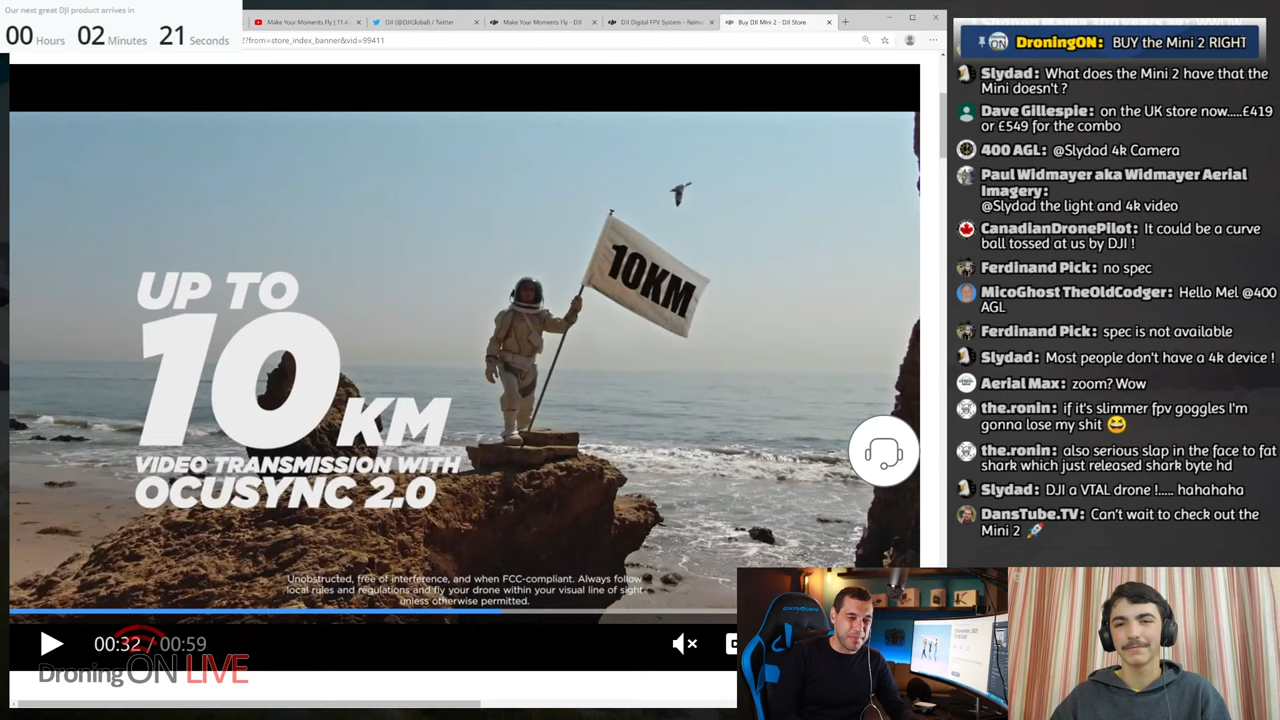 Our next great DJI product arrives in
00 Hours 02 Minutes 21 Seconds
Make Your Moments Fly | 11.4
DJI (@DJIGlobal) / Twitter
Make Your Moments Fly - DJI
DJI Digital FPV System – Reima
Buy DJI Mini 2 - DJI Store
2?from=store_index_banner&vid=99411
UP TO
10 KM
VIDEO TRANSMISSION WITH
OCUSYNC 2.0
10KM
Unobstructed, free of interference, and when FCC-compliant. Always follow
local rules and regulations and fly your drone within your visual line of sight
unless otherwise permitted.
00:32 / 00:59
DroningON LIVE
DroningON: BUY the Mini 2 RIGHT
Slydad: What does the Mini 2 have that the
Mini doesn't ?
Dave Gillespie: on the UK store now.....£419
or £549 for the combo
400 AGL: @Slydad 4k Camera
Paul Widmayer aka Widmayer Aerial
Imagery:
@Slydad the light and 4k video
CanadianDronePilot: It could be a curve
ball tossed at us by DJI !
Ferdinand Pick: no spec
MicoGhost TheOldCodger: Hello Mel @400
AGL
Ferdinand Pick: spec is not available
Slydad: Most people don't have a 4k device !
Aerial Max: zoom? Wow
the.ronin: if it's slimmer fpv goggles I'm
gonna lose my shit 😆
the.ronin: also serious slap in the face to fat
shark which just released shark byte hd
Slydad: DJI a VTAL drone !..... hahahaha
DansTube.TV: Can't wait to check out the
Mini 2 🚀